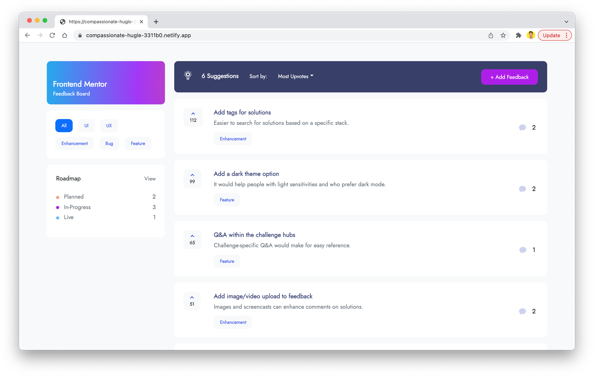 https://compassionate-hugle-
compassionate-hugle-3311b0.netlify.app
Update
Frontend Mentor
Feedback Board
All
UI
UX
Enhancement
Bug
Feature
Roadmap
View
Planned
2
In-Progress
3
Live
1
6 Suggestions
Sort by:
Most Upvotes
+ Add Feedback
112
Add tags for solutions
Easier to search for solutions based on a specific stack.
Enhancement
2
99
Add a dark theme option
It would help people with light sensitivities and who prefer dark mode.
Feature
2
65
Q&A within the challenge hubs
Challenge-specific Q&A would make for easy reference.
Feature
1
51
Add image/video upload to feedback
Images and screencasts can enhance comments on solutions.
Enhancement
2